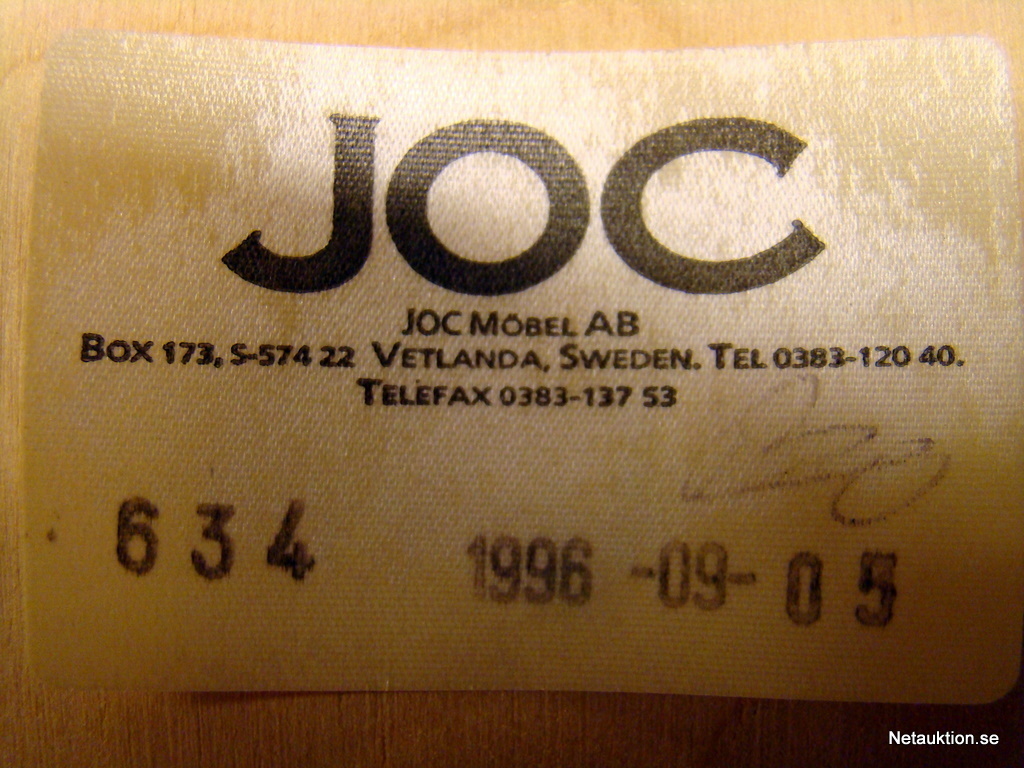 JOC
JOC MÖBEL AB
BOX 173, S-574 22 VETLANDA, SWEDEN. TEL 0383-120 40.
TELEFAX 0383-137 53
634 1996-09-05
Netauktion.se